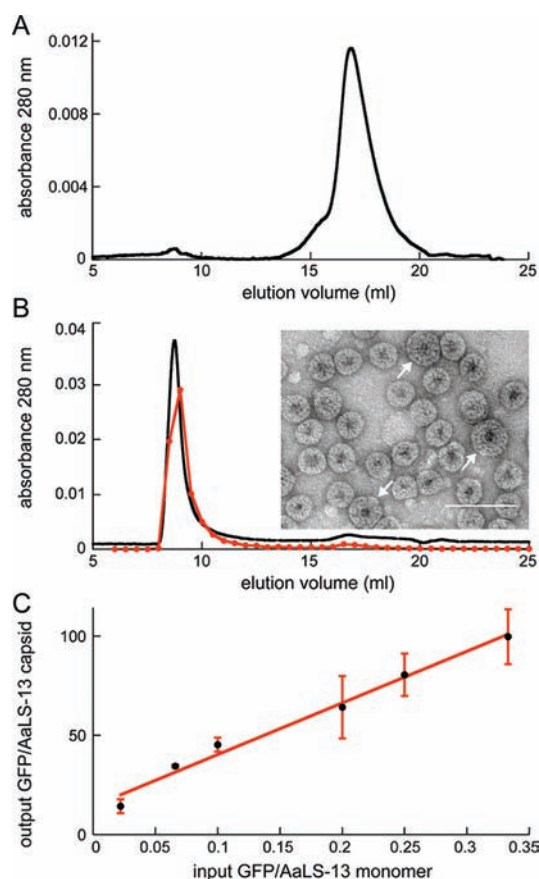 A
absorbance 280 nm
0.012
0.004
0
5 10 15 20 25
elution volume (ml)
B
absorbance 280 nm
0.04
0.03
0.02
0.01
0
5 10 15 20 25
elution volume (ml)
C
output GFP/AaLS-13 capsid
100
50
0
0 0.05 0.1 0.15 0.2 0.25 0.3 0.35
input GFP/AaLS-13 monomer